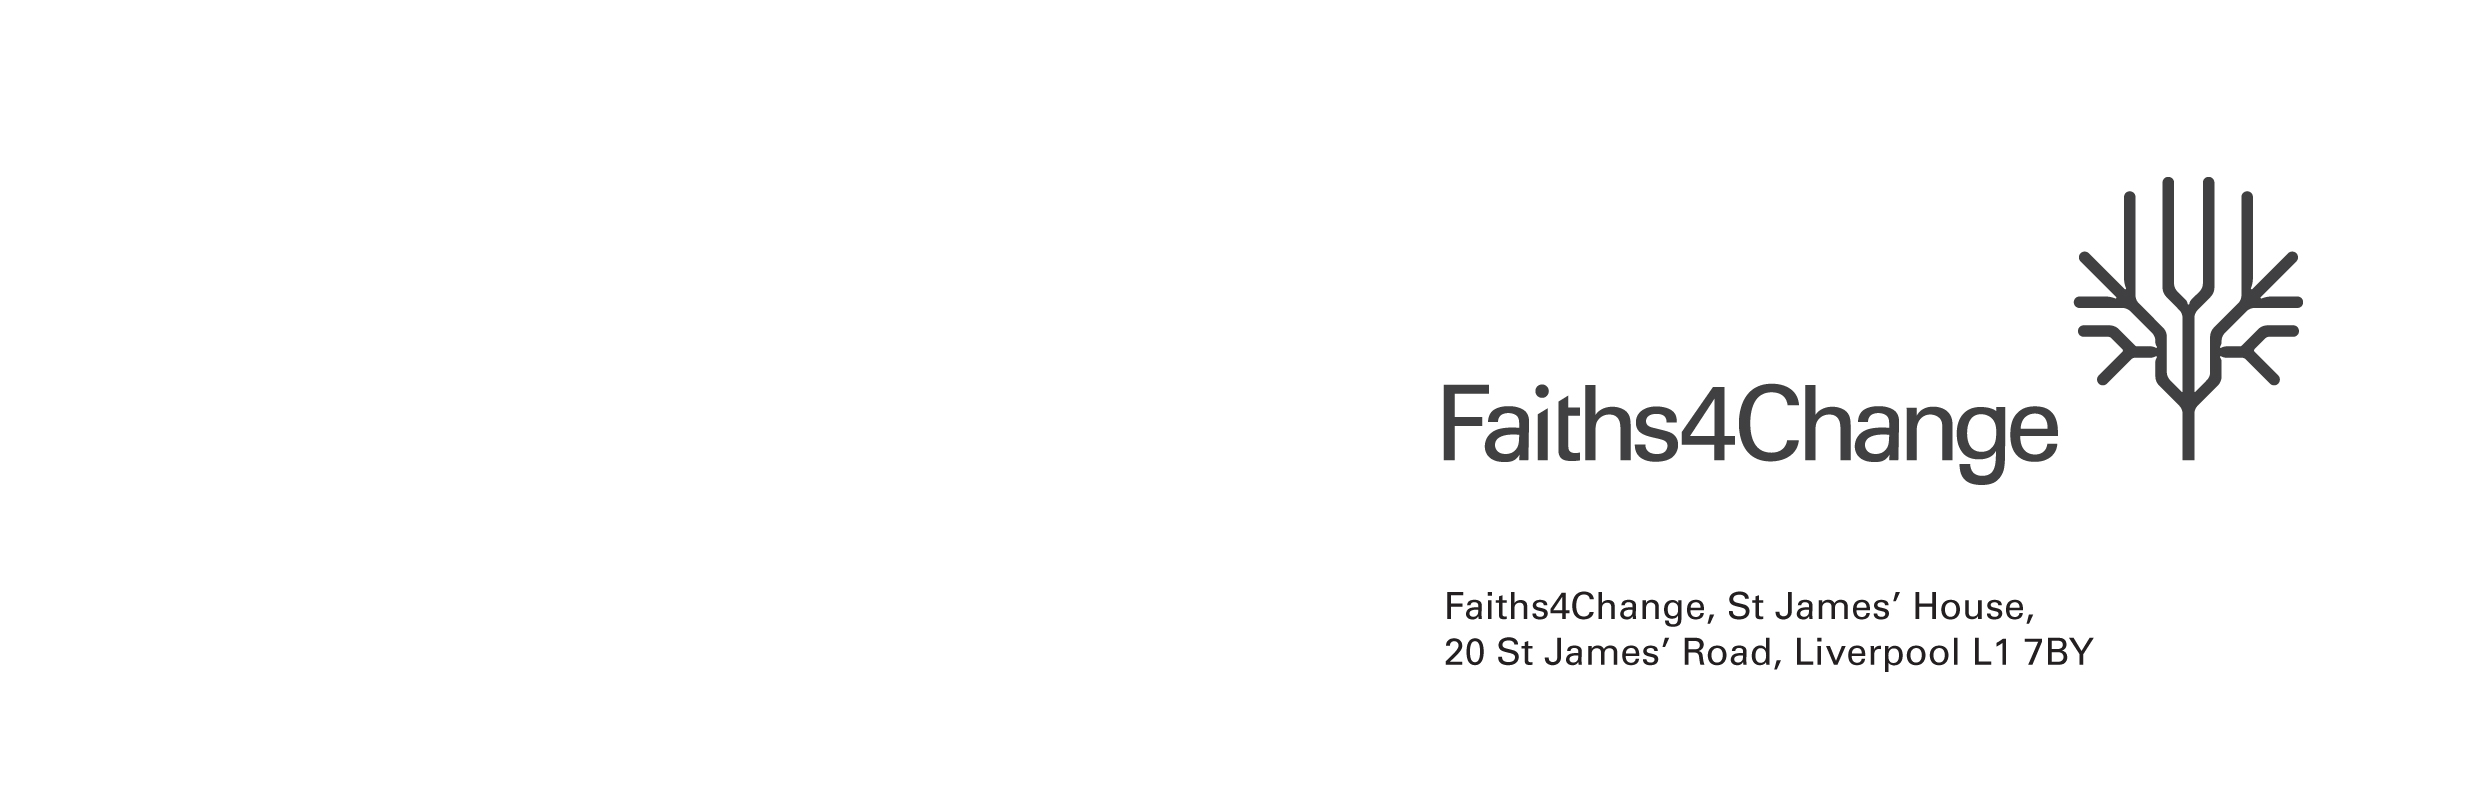 Faiths4Change
Faiths4Change, St James’ House,
20 St James’ Road, Liverpool L1 7BY